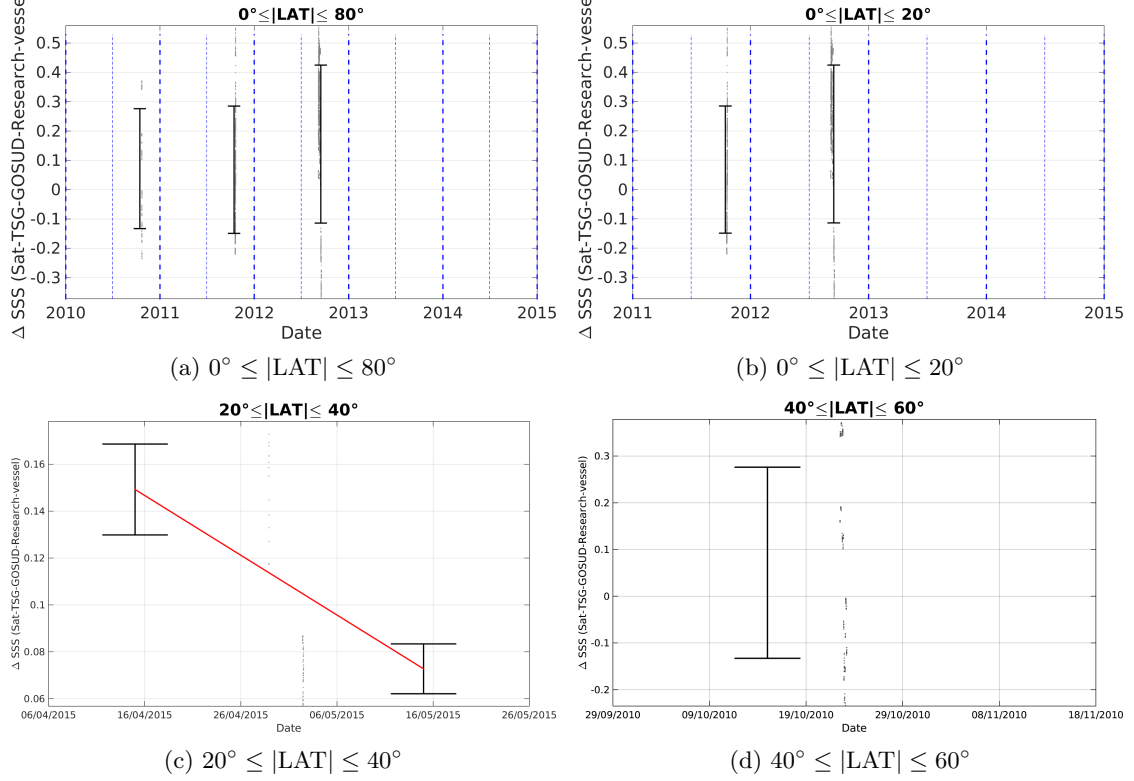 0°≤|LAT|≤ 80°
Δ SSS (Sat-TSG-GOSUD-Research-vessel)
0.5
0.4
0.3
0.2
0.1
0
-0.1
-0.2
-0.3
2010 2011 2012 2013 2014 2015
Date
(a) 0° ≤ |LAT| ≤ 80°
0°≤|LAT|≤ 20°
Δ SSS (Sat-TSG-GOSUD-Research-vessel)
0.5
0.4
0.3
0.2
0.1
0
-0.1
-0.2
-0.3
2011 2012 2013 2014 2015
Date
(b) 0° ≤ |LAT| ≤ 20°
20°≤|LAT|≤ 40°
Δ SSS (Sat-TSG-GOSUD-Research-vessel)
0.16
0.14
0.12
0.1
0.08
0.06
06/04/2015 16/04/2015 26/04/2015 06/05/2015 16/05/2015 26/05/2015
Date
(c) 20° ≤ |LAT| ≤ 40°
40°≤|LAT|≤ 60°
Δ SSS (Sat-TSG-GOSUD-Research-vessel)
0.3
0.2
0.1
0
-0.1
-0.2
29/09/2010 09/10/2010 19/10/2010 29/10/2010 08/11/2010 18/11/2010
Date
(d) 40° ≤ |LAT| ≤ 60°